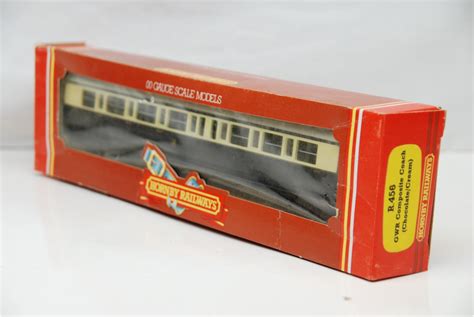 00 GAUGE SCALE MODELS
HORNBY RAILWAYS
R.456
GWR Composite Coach
(Chocolate/Cream)
HORNBY RAILWAYS